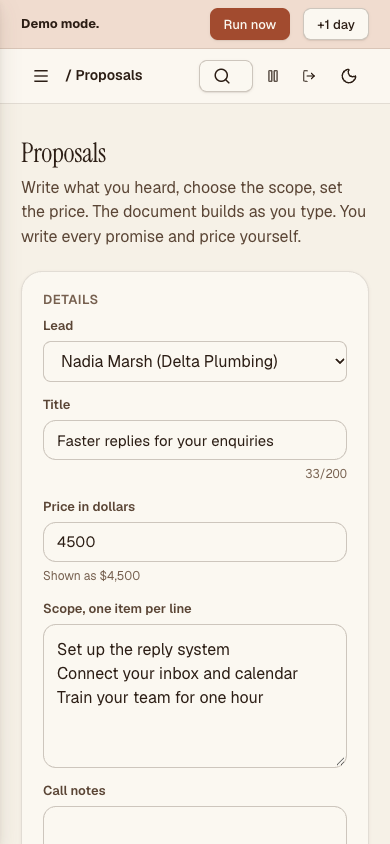 Demo mode.
Run now
+1 day
/ Proposals
Proposals
Write what you heard, choose the scope, set
the price. The document builds as you type. You
write every promise and price yourself.
DETAILS
Lead
Nadia Marsh (Delta Plumbing)
Title
Faster replies for your enquiries
33/200
Price in dollars
4500
Shown as $4,500
Scope, one item per line
Set up the reply system
Connect your inbox and calendar
Train your team for one hour
Call notes